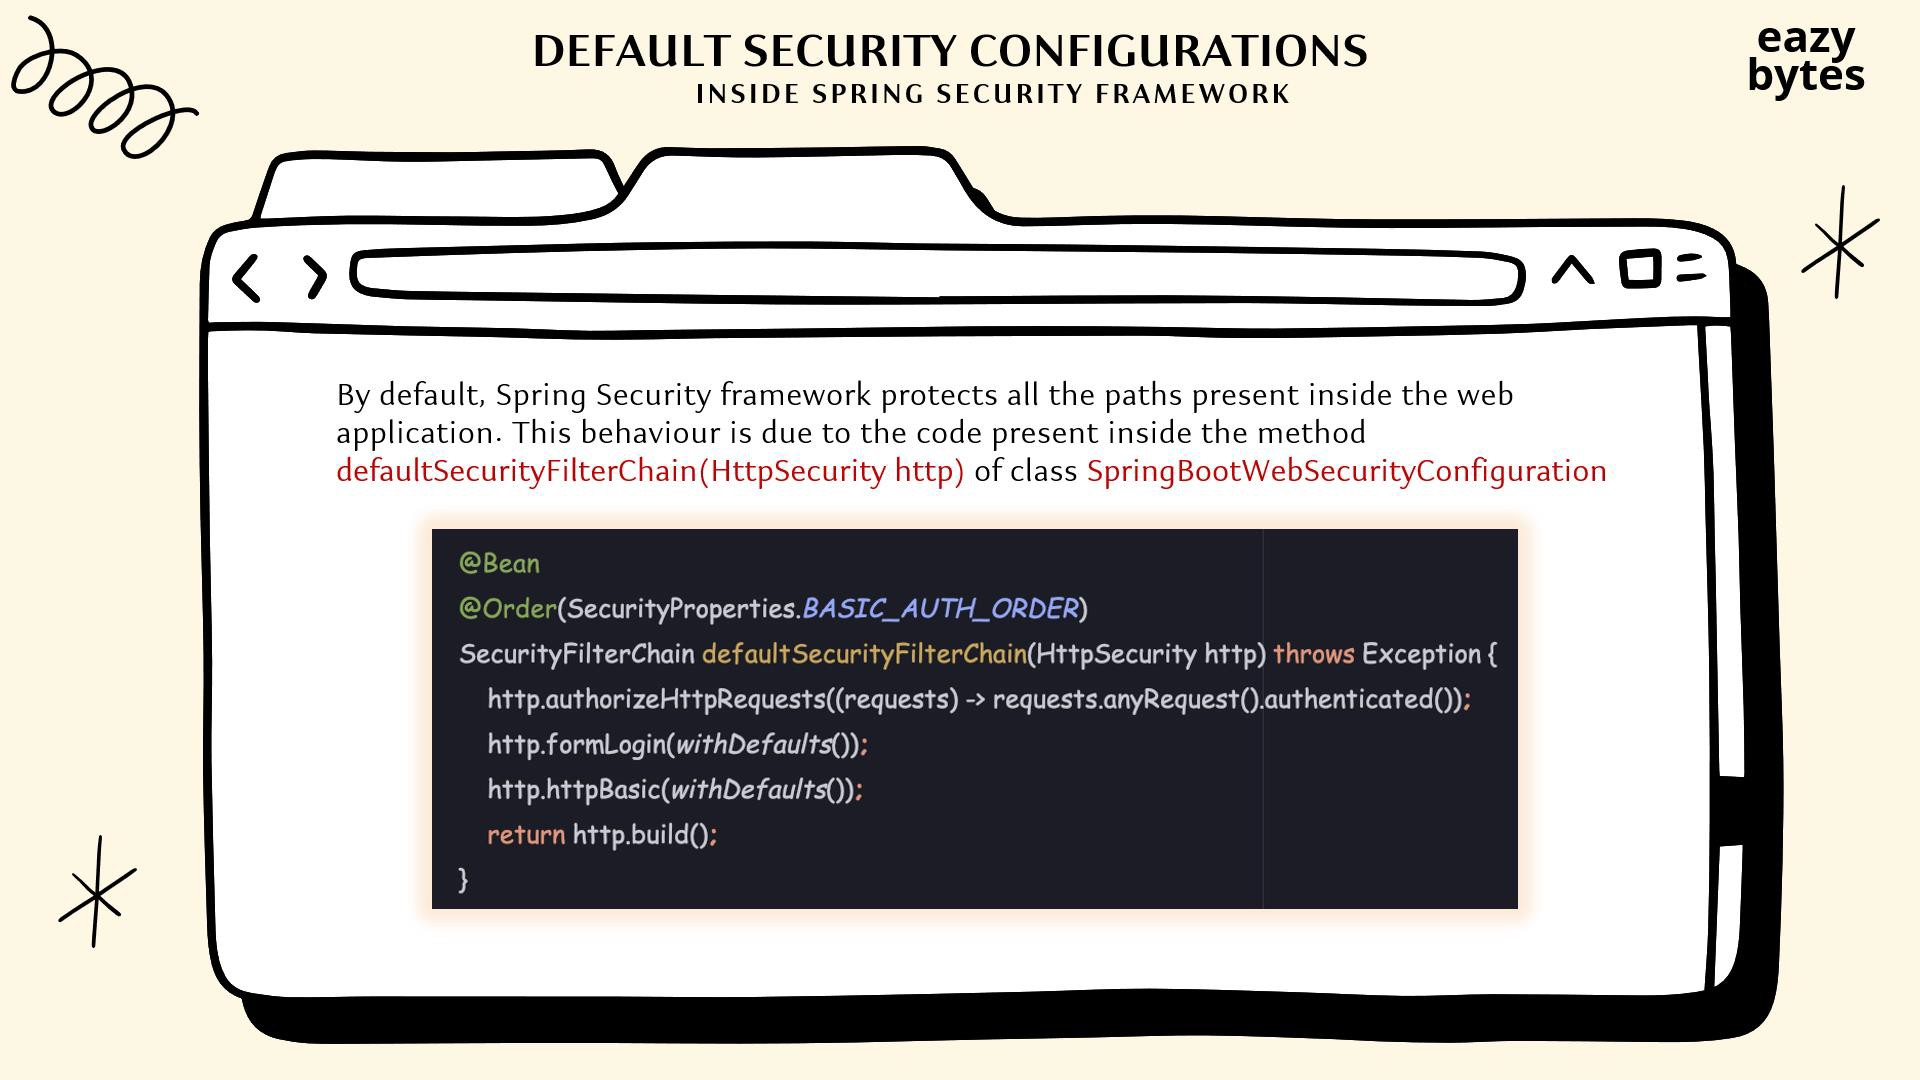 DEFAULT SECURITY CONFIGURATIONS
INSIDE SPRING SECURITY FRAMEWORK
eazy
bytes
By default, Spring Security framework protects all the paths present inside the web
application. This behaviour is due to the code present inside the method
defaultSecurityFilterChain(HttpSecurity http) of class SpringBootWebSecurityConfiguration
@Bean
@Order(SecurityProperties.BASIC_AUTH_ORDER)
SecurityFilterChain defaultSecurityFilterChain(HttpSecurity http) throws Exception {
    http.authorizeHttpRequests((requests) -> requests.anyRequest().authenticated());
    http.formLogin(withDefaults());
    http.httpBasic(withDefaults());
    return http.build();
}